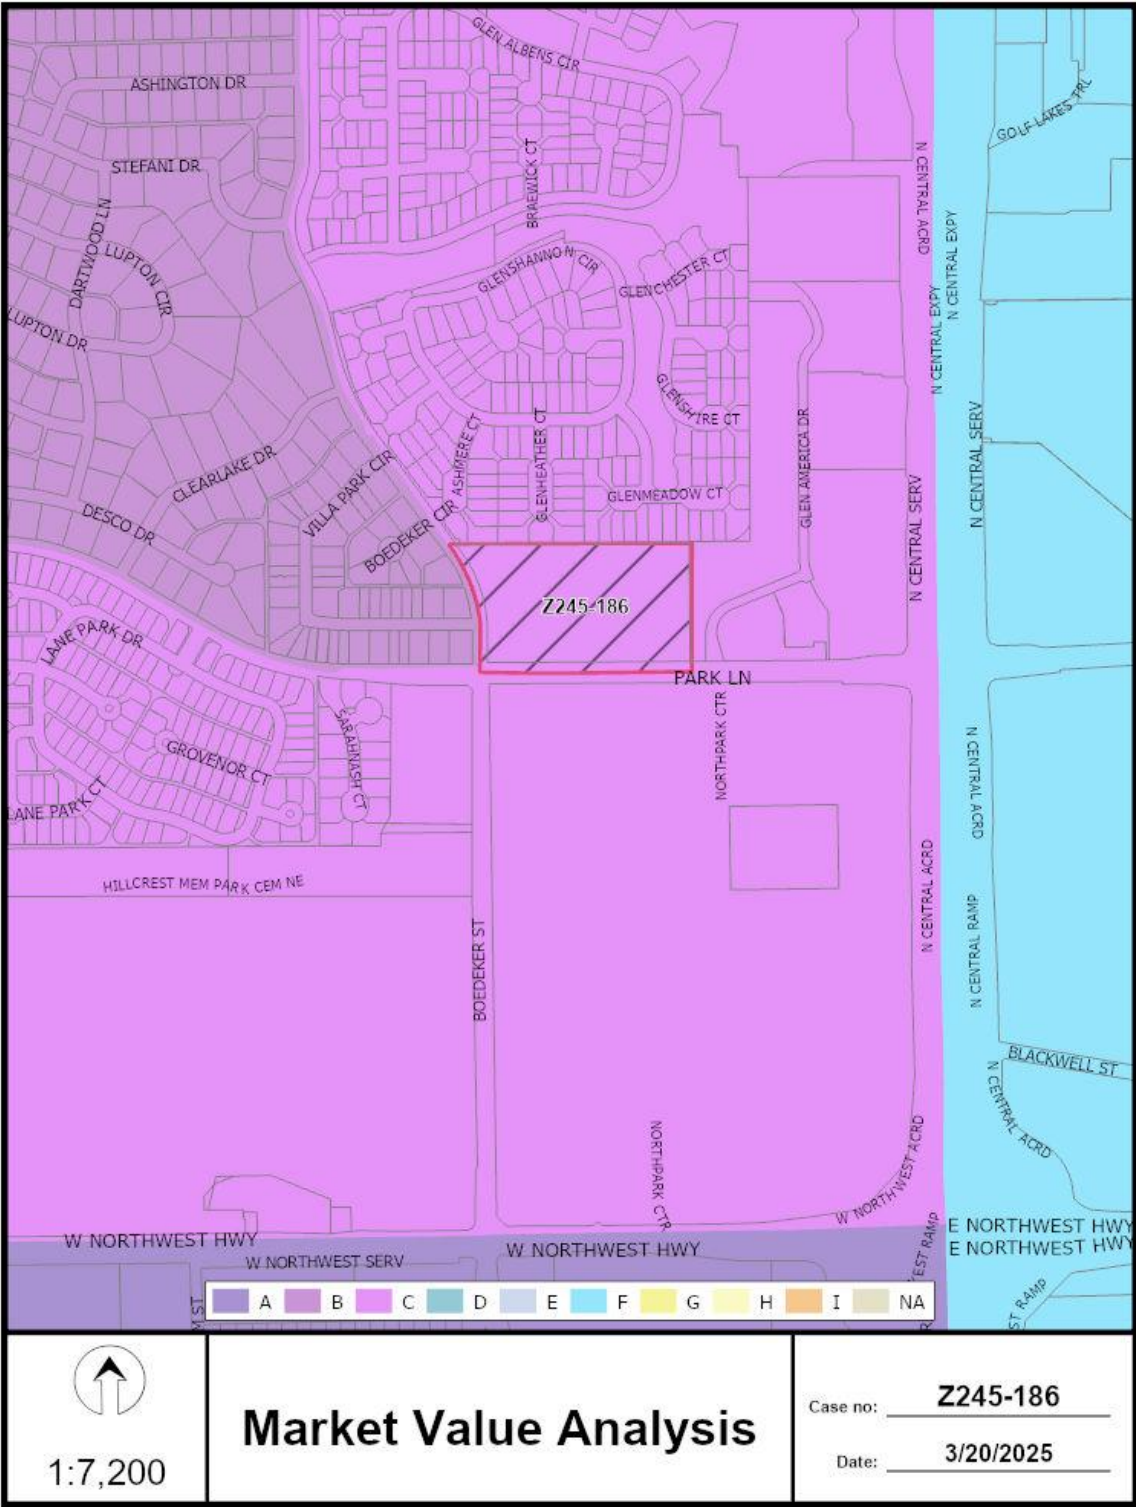 GLEN ALBENS CIR
ASHINGTON DR
GOLF LAKES TRL
STEFANI DR
BRAEWICK CT
N CENTRAL ACRD
DARTWOOD LN
LUPTON CIR
N CENTRAL EXPY
GLENSHANNON CIR
GLENCHESTER CT
LUPTON DR
N CENTRAL EXPY
GLENSHIRE CT
ASHMERE CT
GLENHEATHER CT
GLEN AMERICA DR
N CENTRAL SERV
CLEARLAKE DR
VILLA PARK CIR
GLENMEADOW CT
DESCO DR
BOEDEKER CIR
N CENTRAL SERV
Z245-186
LANE PARK DR
PARK LN
NORTHPARK CTR
SARAHNASH CT
GROVENOR CT
N CENTRAL ACRD
LANE PARK CT
HILLCREST MEM PARK CEM NE
N CENTRAL ACRD
N CENTRAL RAMP
BOEDEKER ST
BLACKWELL ST
N CENTRAL ACRD
NORTHPARK CTR
W NORTHWEST ACRD
E NORTHWEST HWY
W NORTHWEST HWY
W NORTHWEST HWY
E NORTHWEST HWY
W NORTHWEST SERV
EST RAMP
ST RAMP
A B C D E F G H I NA
1:7,200
Market Value Analysis
Case no: Z245-186
Date: 3/20/2025